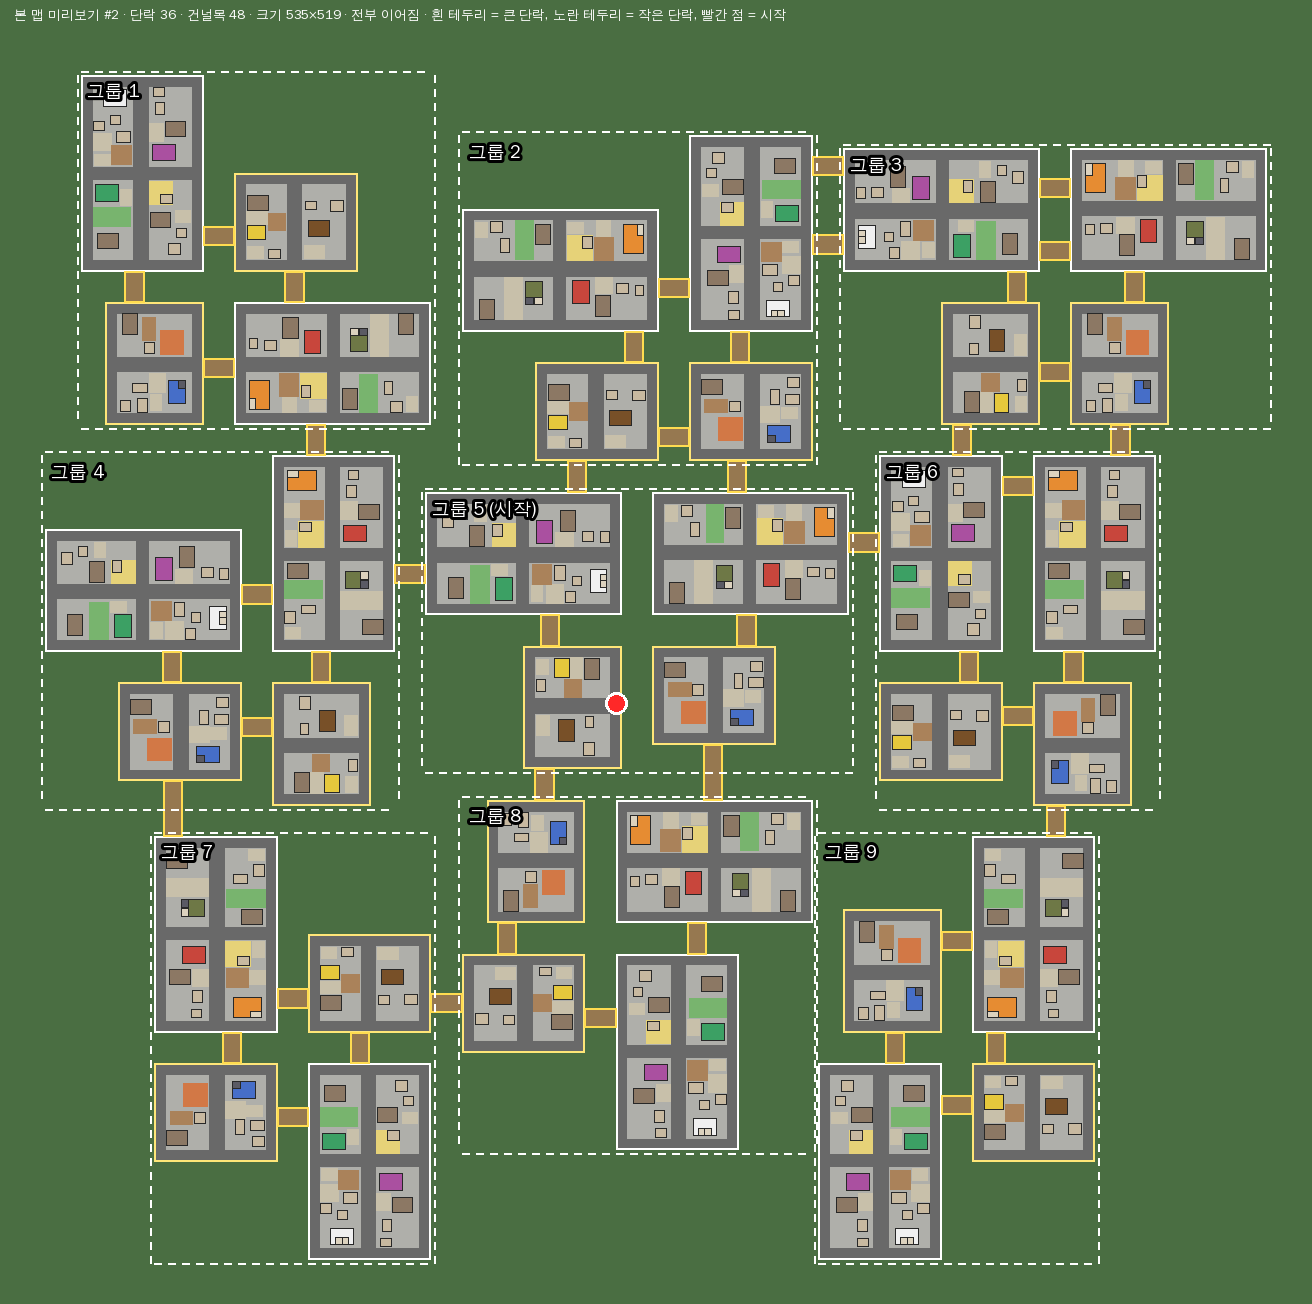 본 맵 미리보기 #2 · 단락 36 · 건널목 48 · 크기 535×519 · 전부 이어짐 · 흰 테두리 = 큰 단락, 노란 테두리 = 작은 단락, 빨간 점 = 시작
그룹 1
그룹 2
그룹 3
그룹 4
그룹 5 (시작)
그룹 6
그룹 7
그룹 8
그룹 9